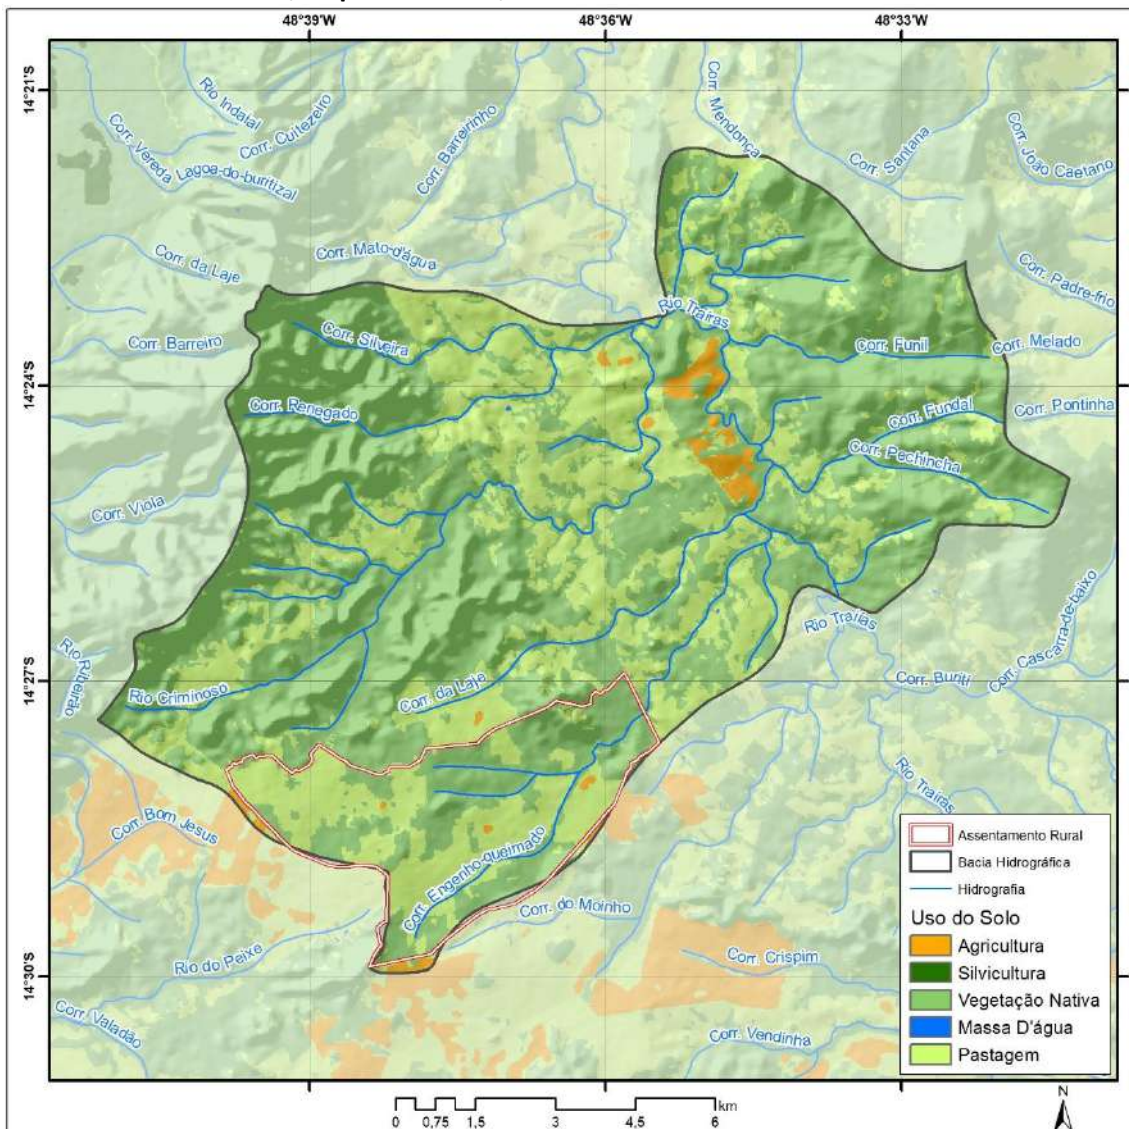 48°39'W
48°36'W
48°33'W
14°21'S
14°24'S
14°27'S
14°30'S
Rio Indaial
Corr. Cuitezeiro
Corr. Vereda Lagoa-do-buritizal
Corr. Barreirinho
Corr. Mendonça
Corr. Santana
Corr. João Caetano
Corr. da Laje
Corr. Mato-d'água
Corr. Padre-frio
Rio Traíras
Corr. Barreiro
Corr. Silveira
Corr. Funil
Corr. Melado
Corr. Renegado
Corr. Fundal
Corr. Pontinha
Corr. Pechincha
Corr. Viola
Corr. Cascarra-de-baixo
Rio Traíras
Rio Ribeirão
Rio Criminoso
Corr. da Laje
Corr. Buriti
Rio Traíras
Corr. Bom Jesus
Corr. Engenho-queimado
Corr. do Moinho
Rio do Peixe
Corr. Crispim
Corr. Valadão
Corr. Vendinha
Assentamento Rural
Bacia Hidrográfica
Hidrografia
Uso do Solo
Agricultura
Silvicultura
Vegetação Nativa
Massa D'água
Pastagem
km
0 0,75 1,5 3 4,5 6
N